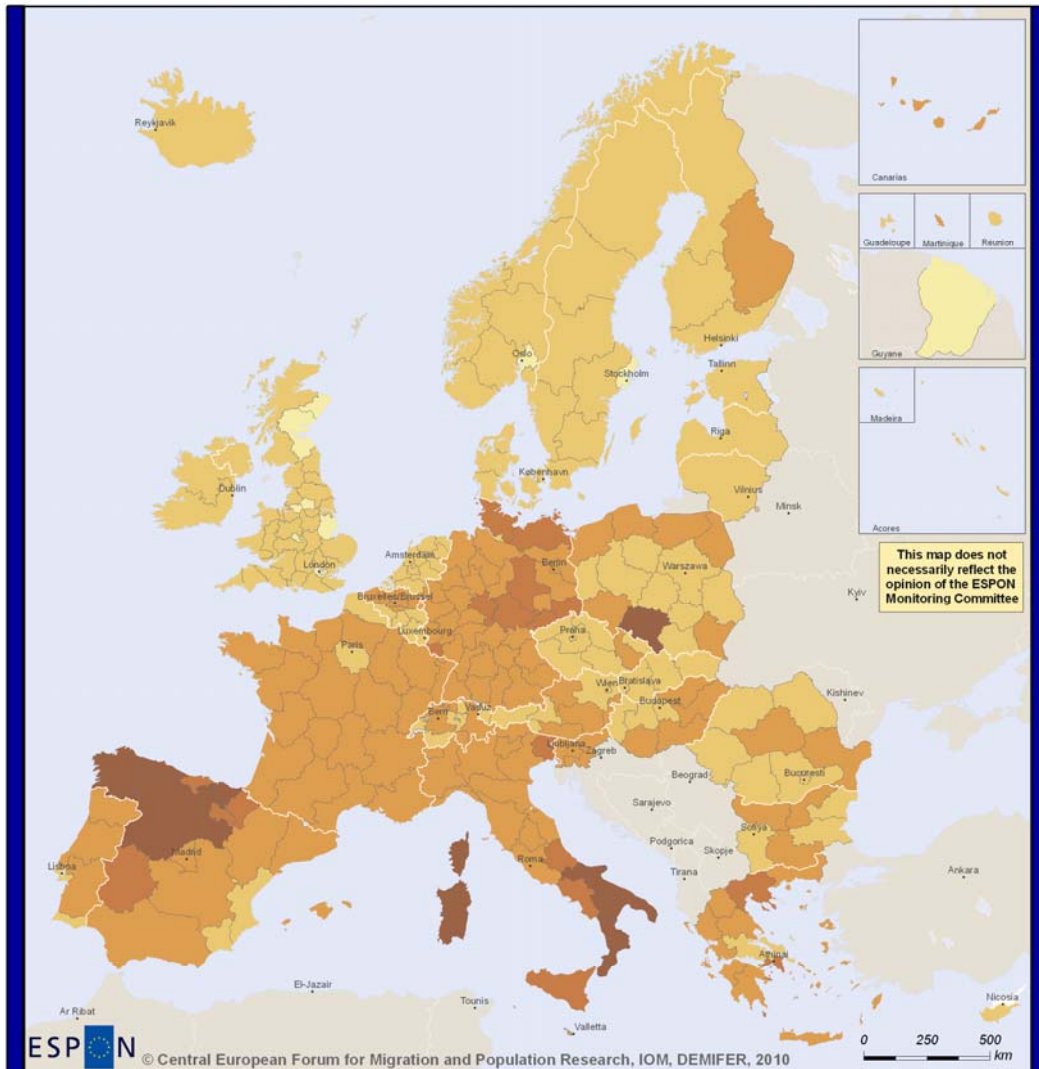 Reykjavik
Canarias
Guadeloupe
Martinique
Reunion
Guyane
Madeira
Acores
This map does not
necessarily reflect the
opinion of the ESPON
Monitoring Committee
Oslo
Helsinki
Tallinn
Stockholm
Riga
København
Vilnius
Minsk
Dublin
Amsterdam
London
Berlin
Warszawa
Bruxelles/Brussel
Kyiv
Luxembourg
Praha
Paris
Wien
Bratislava
Kishinev
Budapest
Bern
Vaduz
Ljubljana
Zagreb
Beograd
Bucuresti
Sarajevo
Sofiya
Podgorica
Skopje
Roma
Tirana
Madrid
Lisboa
Ankara
Athinai
El-Jazair
Tounis
Nicosia
Ar Ribat
Valletta
ESPON
© Central European Forum for Migration and Population Research, IOM, DEMIFER, 2010
0 250 500
km